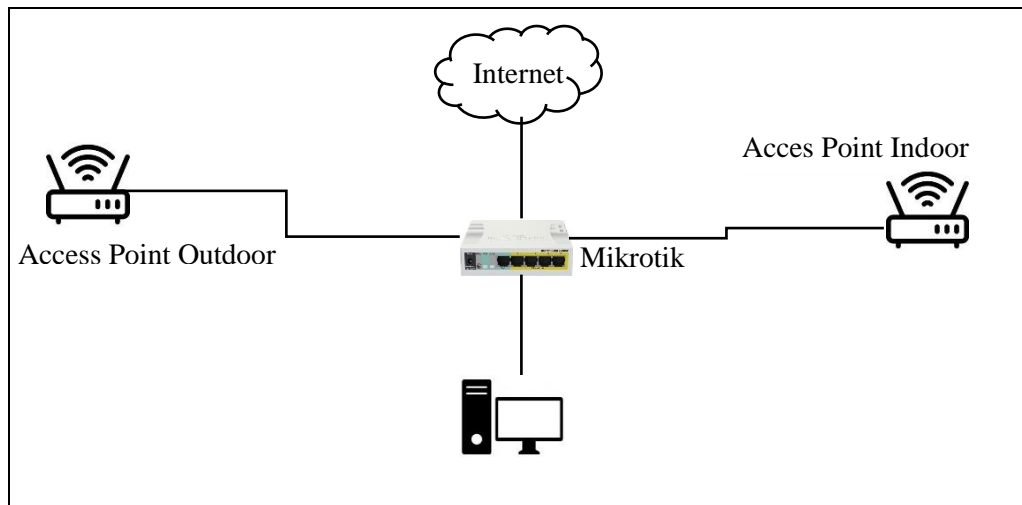 Internet
Acces Point Indoor
Access Point Outdoor
Mikrotik